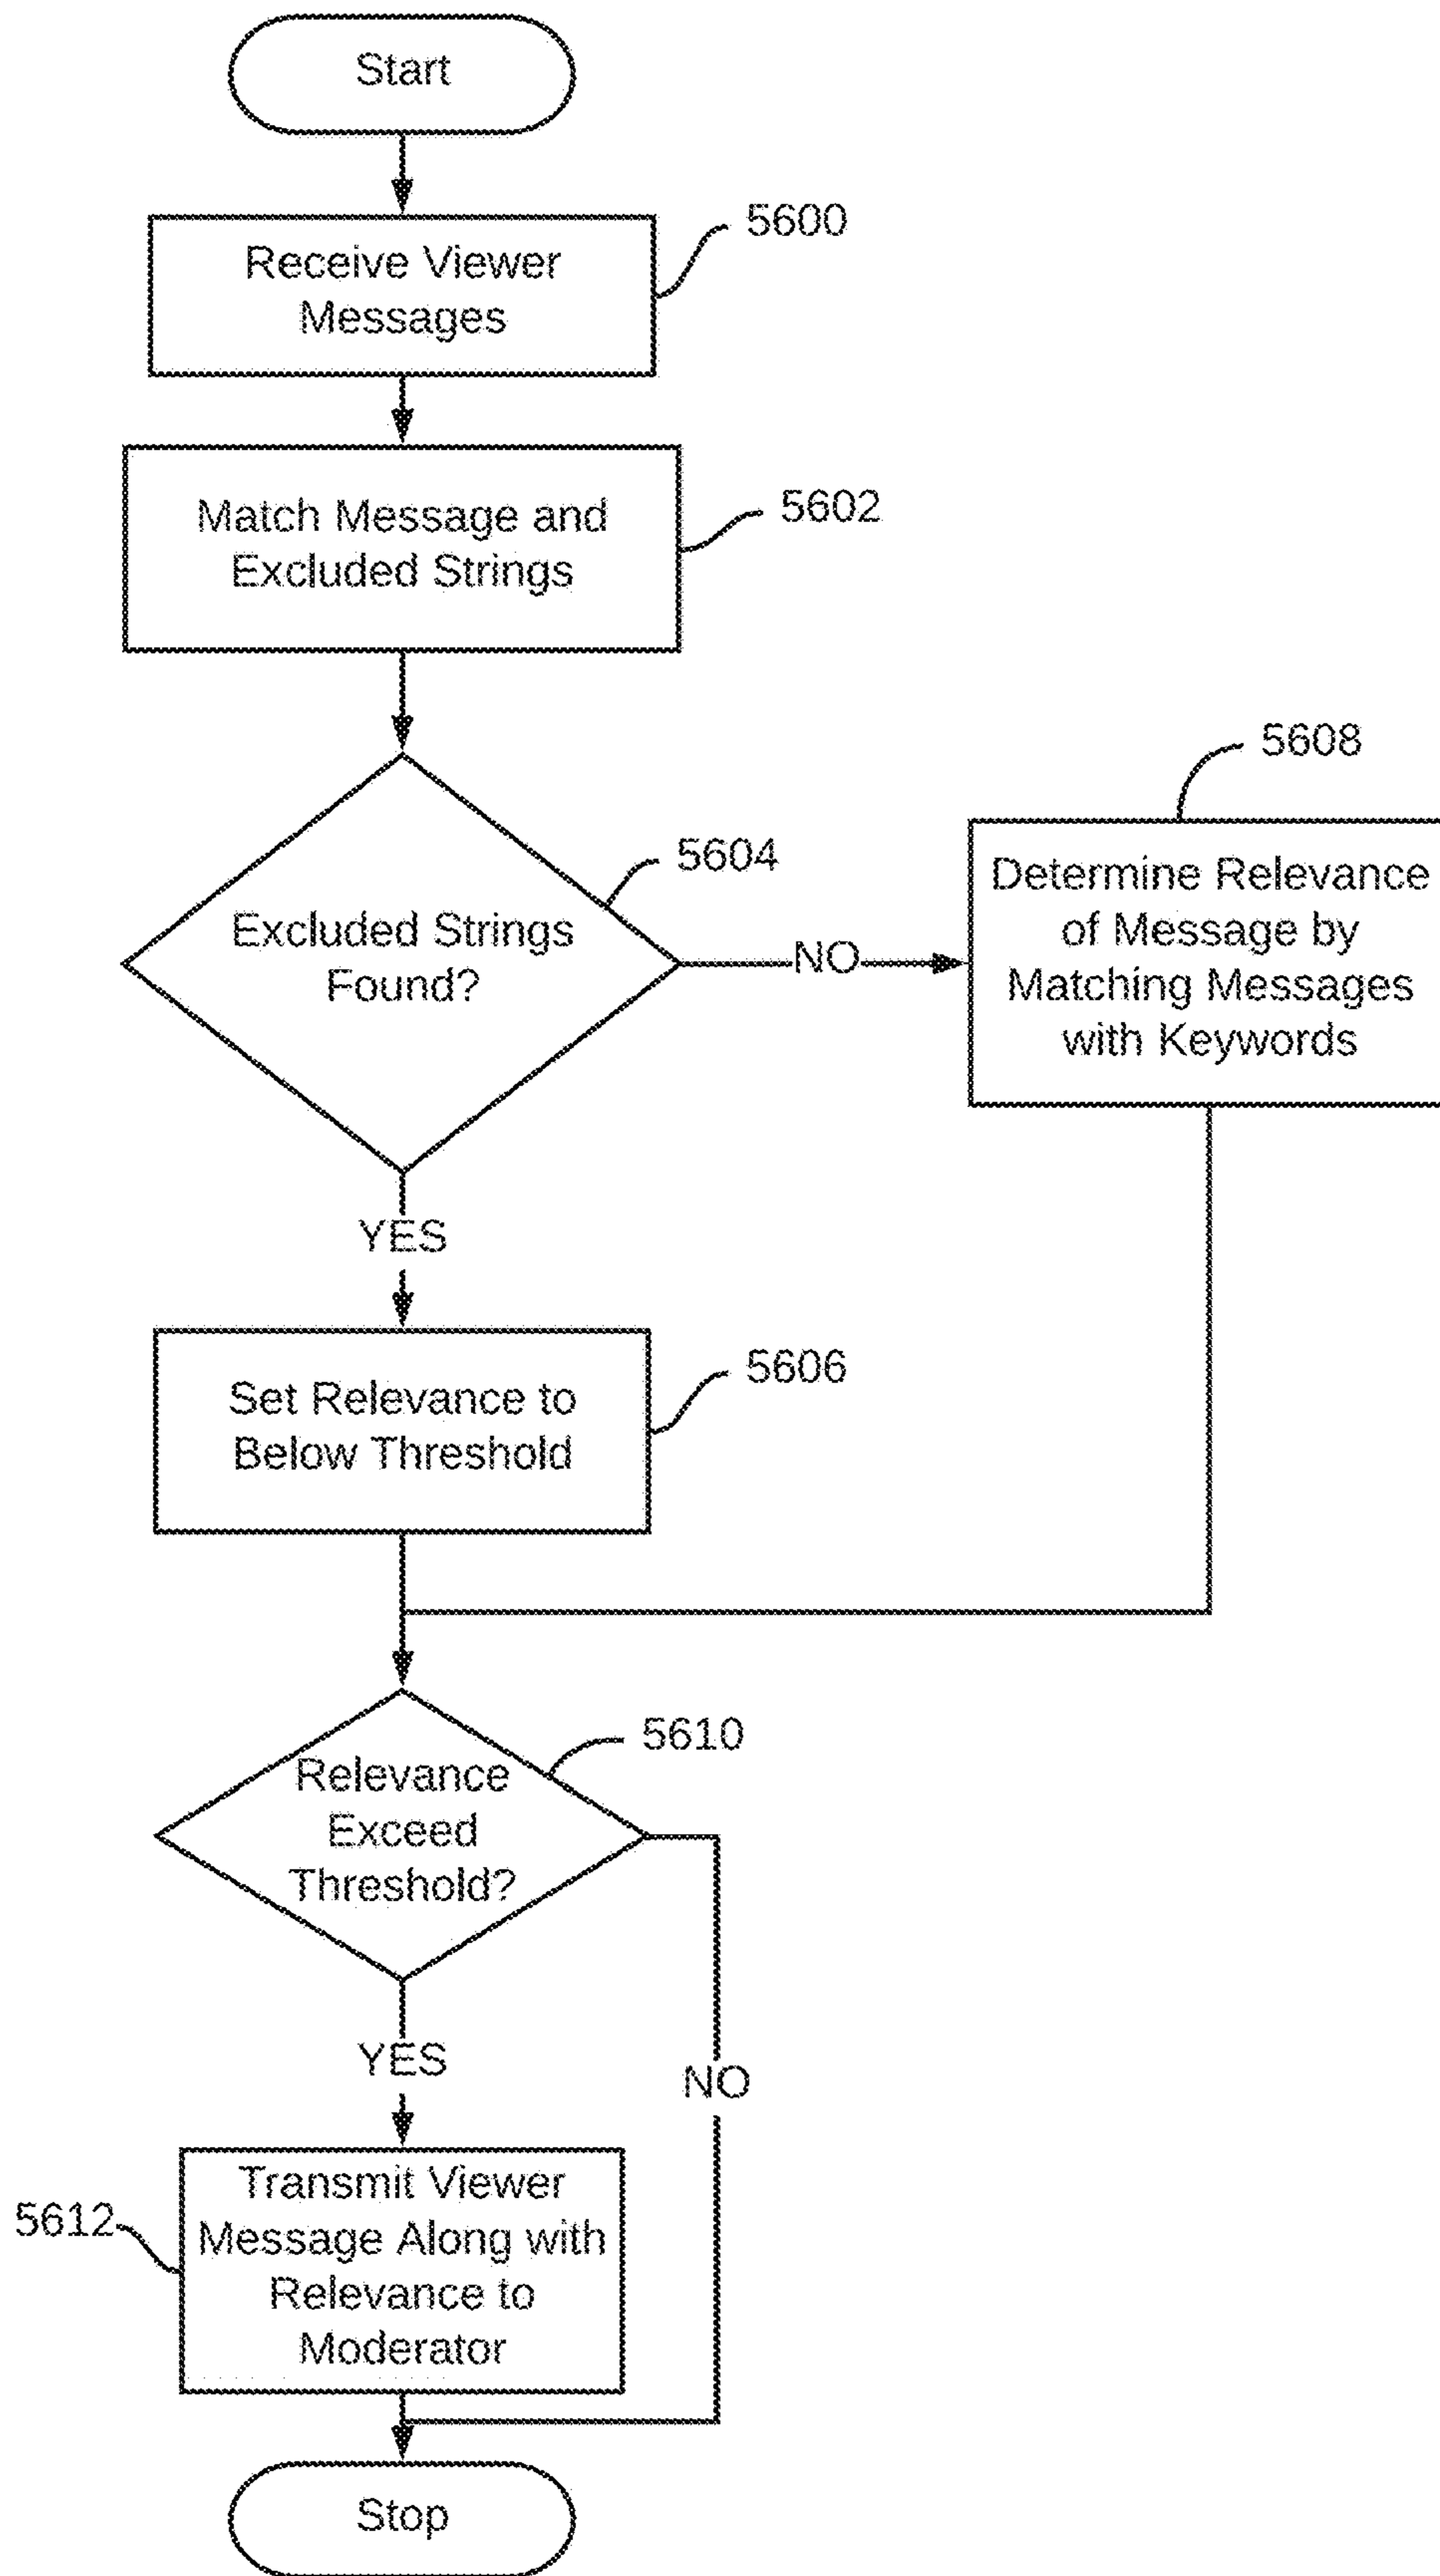 Start
5600
Receive Viewer
Messages
5602
Match Message and
Excluded Strings
5608
5604
Excluded Strings
Found?
NO
Determine Relevance
of Message by
Matching Messages
with Keywords
YES
5606
Set Relevance to
Below Threshold
5610
Relevance
Exceed
Threshold?
YES
NO
5612
Transmit Viewer
Message Along with
Relevance to
Moderator
Stop